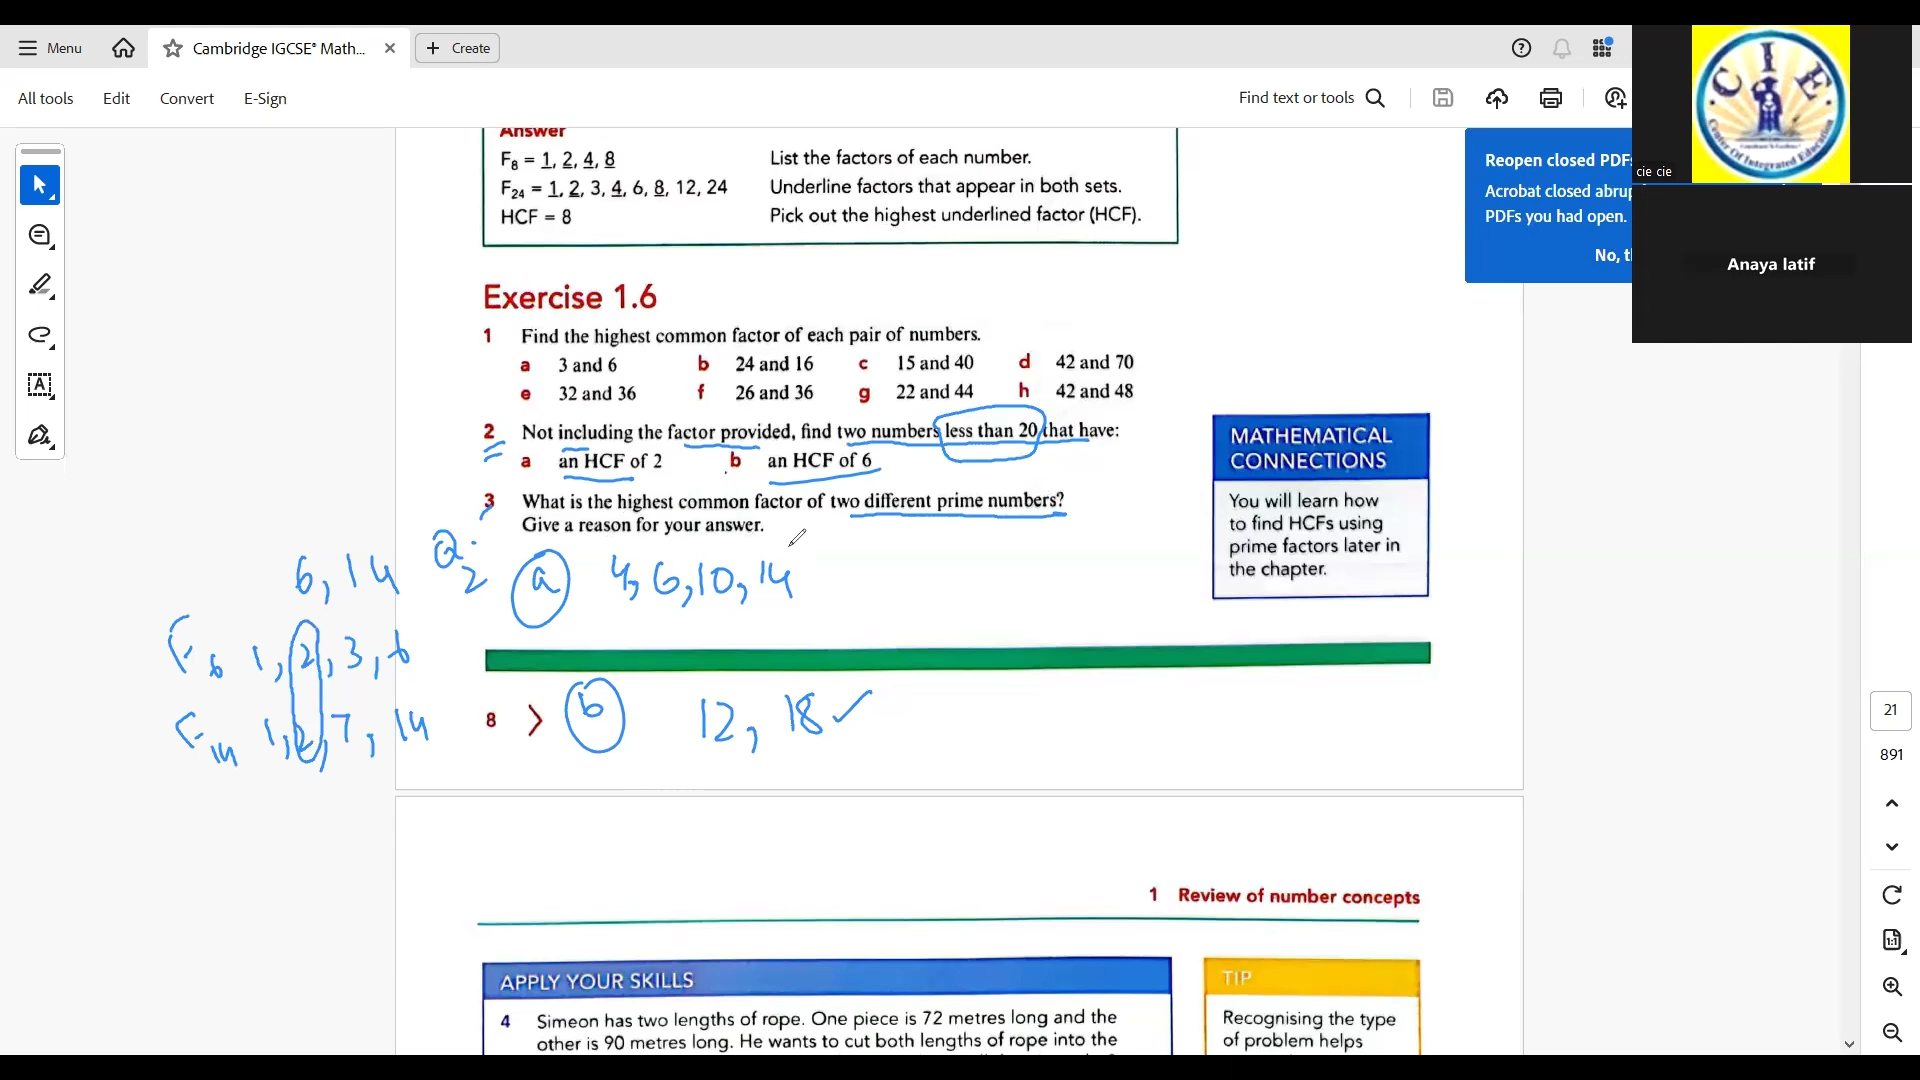 Menu
Cambridge IGCSE® Math...
Create
All tools
Edit
Convert
E-Sign
Find text or tools
CIE
Center Of Integrated Education
cie cie
Anaya latif
Reopen closed PDFs
Acrobat closed abrup
PDFs you had open.
No, t
Answer
F8 = 1, 2, 4, 8 List the factors of each number.
F24 = 1, 2, 3, 4, 6, 8, 12, 24 Underline factors that appear in both sets.
HCF = 8 Pick out the highest underlined factor (HCF).
Exercise 1.6
1 Find the highest common factor of each pair of numbers.
a 3 and 6 b 24 and 16 c 15 and 40 d 42 and 70
e 32 and 36 f 26 and 36 g 22 and 44 h 42 and 48
2 Not including the factor provided, find two numbers less than 20 that have:
a an HCF of 2 b an HCF of 6
3 What is the highest common factor of two different prime numbers?
Give a reason for your answer.
MATHEMATICAL
CONNECTIONS
You will learn how
to find HCFs using
prime factors later in
the chapter.
6, 14 Q.2 a 4, 6, 10, 14
F6 1, 2, 3, 6
F14 1, 2, 7, 14
8 b 12, 18 ✓
21
891
1 Review of number concepts
APPLY YOUR SKILLS
4 Simeon has two lengths of rope. One piece is 72 metres long and the
other is 90 metres long. He wants to cut both lengths of rope into the
TIP
Recognising the type
of problem helps